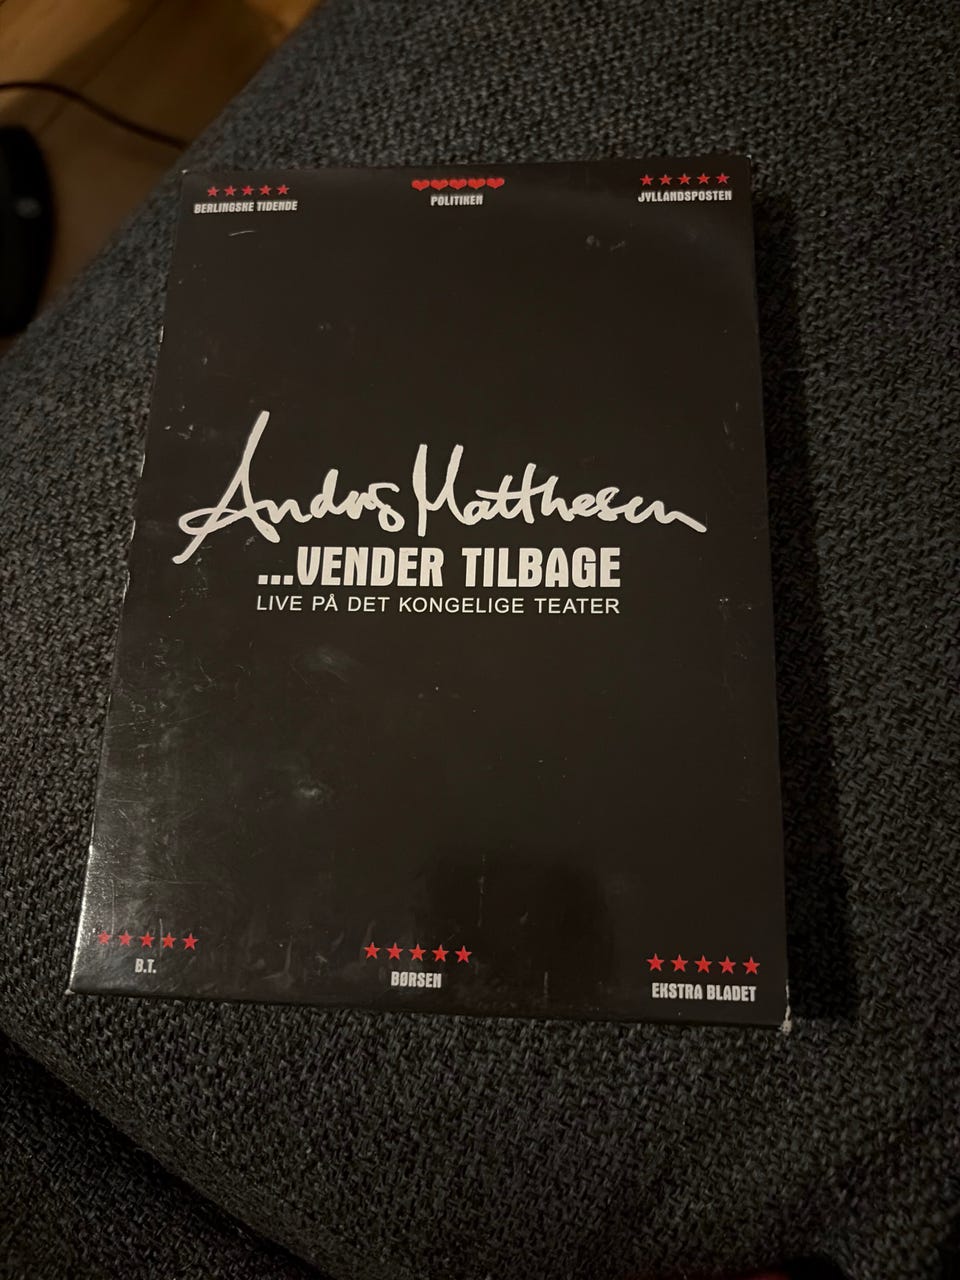 ★★★★★
BERLINGSKE TIDENDE
❤❤❤❤❤
POLITIKEN
★★★★★
JYLLANDSPOSTEN
Anders Matthesen
...VENDER TILBAGE
LIVE PÅ DET KONGELIGE TEATER
★★★★★
B.T.
★★★★★
BØRSEN
★★★★★
EKSTRA BLADET